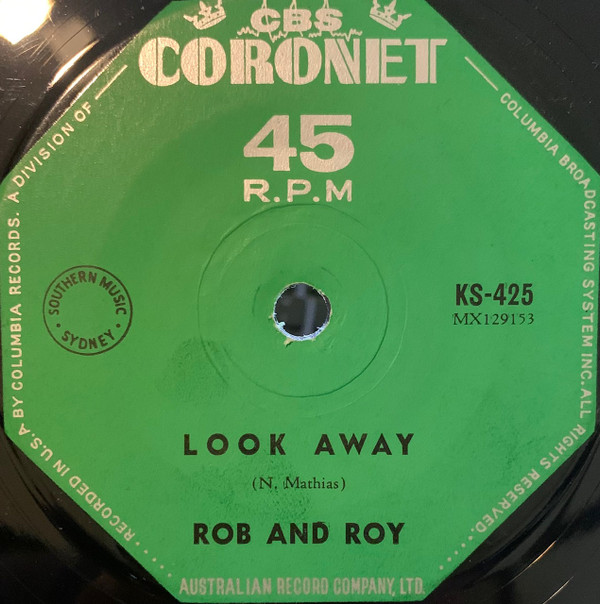 CBS
CORONET
45
R.P.M
SOUTHERN MUSIC
· SYDNEY ·
KS-425
MX129153
LOOK AWAY
(N. Mathias)
ROB AND ROY
RECORDED IN U.S.A BY COLUMBIA RECORDS. A DIVISION OF
COLUMBIA BROADCASTING SYSTEM INC. ALL RIGHTS RESERVED.
AUSTRALIAN RECORD COMPANY, LTD.